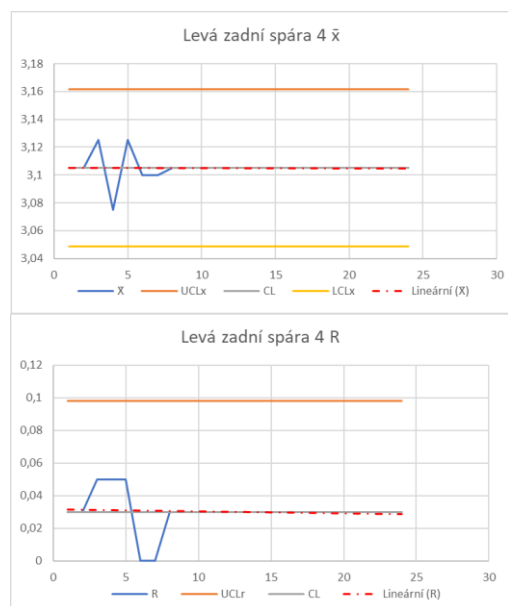 Levá zadní spára 4 x̄
3,18
3,16
3,14
3,12
3,1
3,08
3,06
3,04
0 5 10 15 20 25 30
X̄ UCLx CL LCLx Lineární (X̄)
Levá zadní spára 4 R
0,12
0,1
0,08
0,06
0,04
0,02
0
0 5 10 15 20 25 30
R UCLr CL Lineární (R)